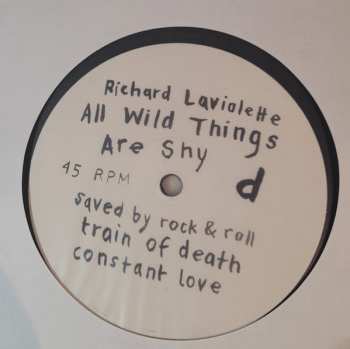 Richard Laviolette
All Wild Things
Are Shy
45 RPM
d
saved by rock & roll
train of death
constant love